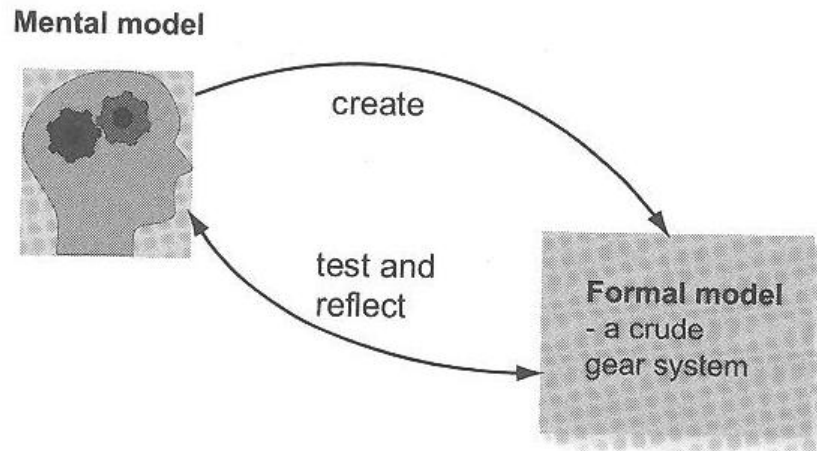 Mental model
create
test and
reflect
Formal model
- a crude
gear system